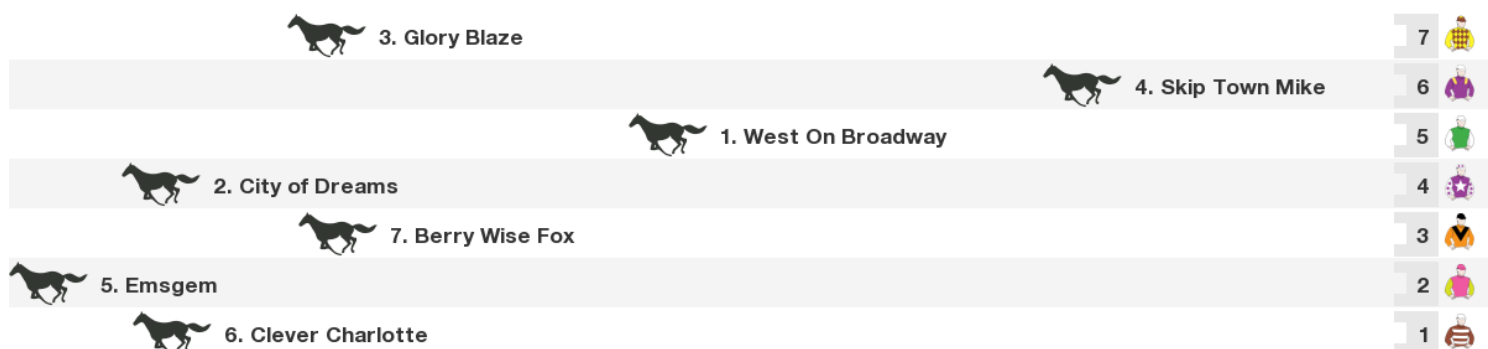 3. Glory Blaze 7
4. Skip Town Mike 6
1. West On Broadway 5
2. City of Dreams 4
7. Berry Wise Fox 3
5. Emsgem 2
6. Clever Charlotte 1